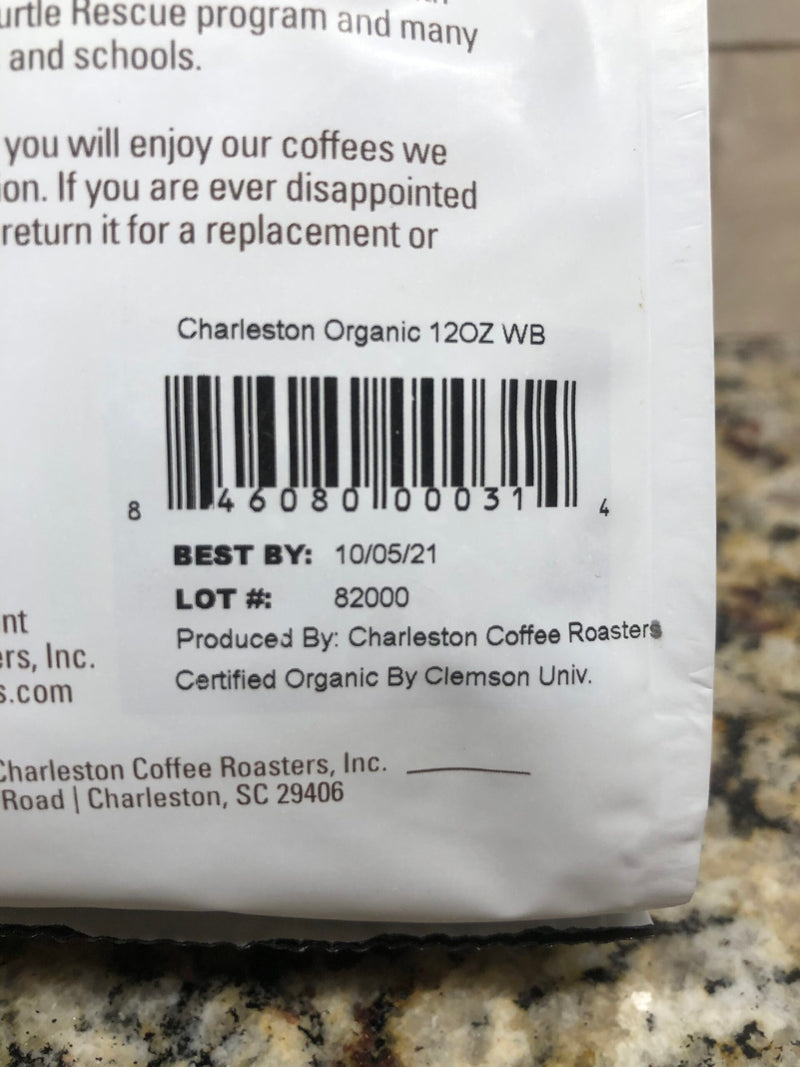 urtle Rescue program and many
and schools.
you will enjoy our coffees we
ion. If you are ever disappointed
return it for a replacement or
Charleston Organic 12OZ WB
8 46080 00031 4
BEST BY: 10/05/21
LOT #: 82000
Produced By: Charleston Coffee Roasters
Certified Organic By Clemson Univ.
nt
ers, Inc.
s.com
Charleston Coffee Roasters, Inc.
Road | Charleston, SC 29406